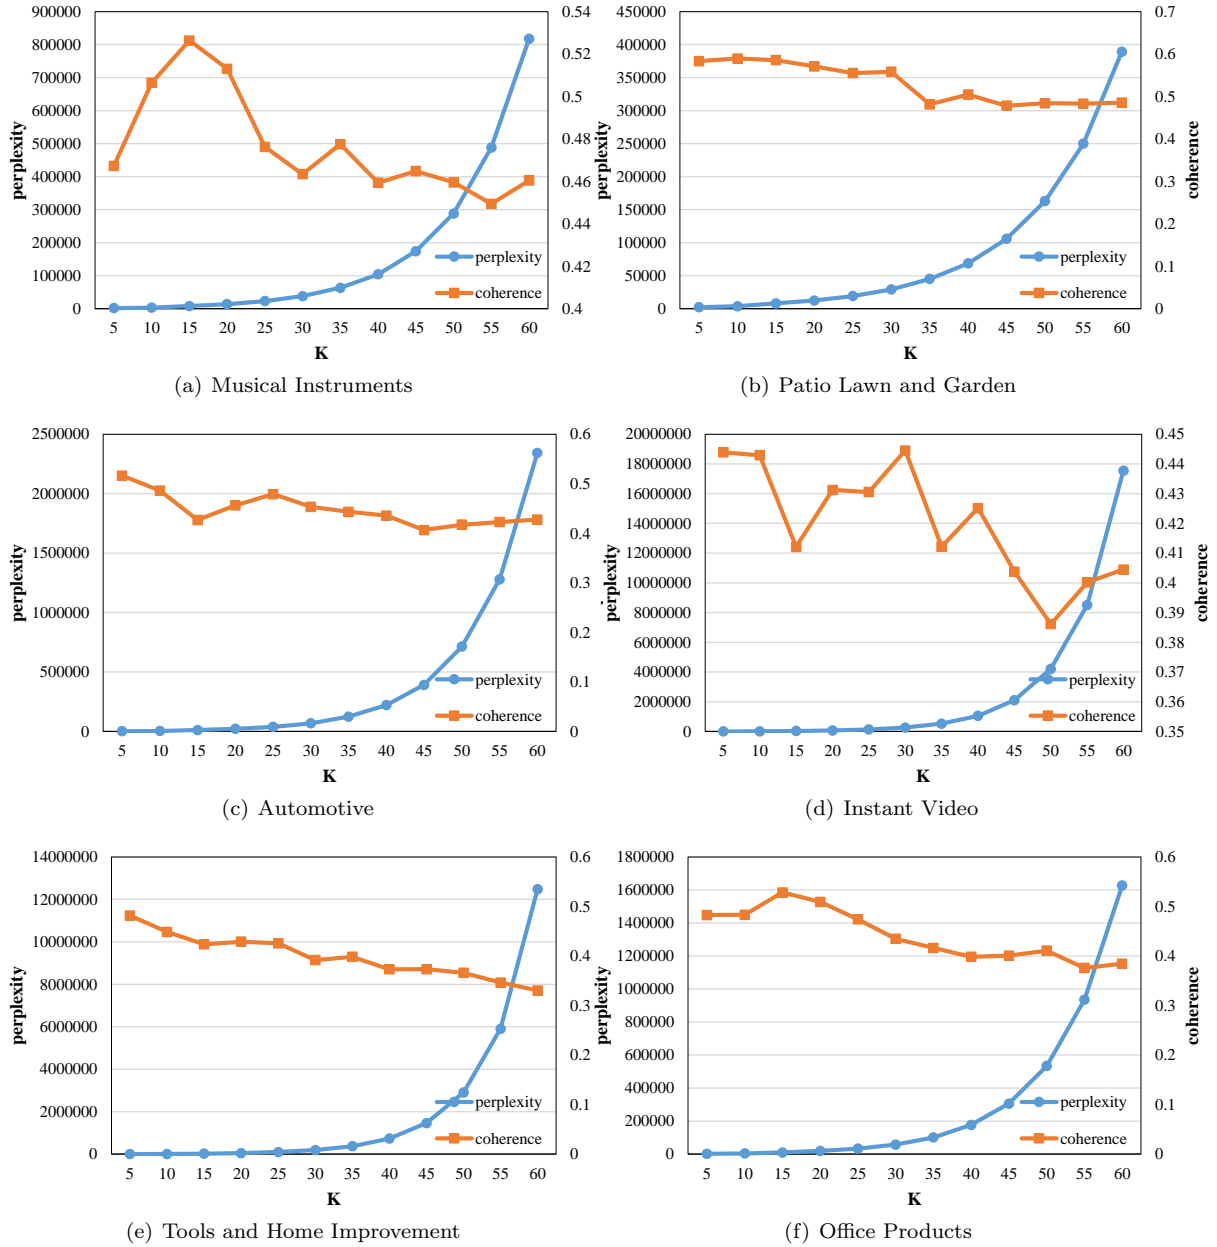 900000
800000
700000
600000
500000
400000
300000
200000
100000
0
perplexity
0.54
0.52
0.5
0.48
0.46
0.44
0.42
0.4
perplexity
coherence
5 10 15 20 25 30 35 40 45 50 55 60
K
(a) Musical Instruments
450000
400000
350000
300000
250000
200000
150000
100000
50000
0
perplexity
0.7
0.6
0.5
0.4
0.3
0.2
0.1
0
coherence
perplexity
coherence
5 10 15 20 25 30 35 40 45 50 55 60
K
(b) Patio Lawn and Garden
2500000
2000000
1500000
1000000
500000
0
perplexity
0.6
0.5
0.4
0.3
0.2
0.1
0
perplexity
coherence
5 10 15 20 25 30 35 40 45 50 55 60
K
(c) Automotive
20000000
18000000
16000000
14000000
12000000
10000000
8000000
6000000
4000000
2000000
0
perplexity
0.45
0.44
0.43
0.42
0.41
0.4
0.39
0.38
0.37
0.36
0.35
coherence
perplexity
coherence
5 10 15 20 25 30 35 40 45 50 55 60
K
(d) Instant Video
14000000
12000000
10000000
8000000
6000000
4000000
2000000
0
perplexity
0.6
0.5
0.4
0.3
0.2
0.1
0
perplexity
coherence
5 10 15 20 25 30 35 40 45 50 55 60
K
(e) Tools and Home Improvement
1800000
1600000
1400000
1200000
1000000
800000
600000
400000
200000
0
perplexity
0.6
0.5
0.4
0.3
0.2
0.1
0
coherence
perplexity
coherence
5 10 15 20 25 30 35 40 45 50 55 60
K
(f) Office Products